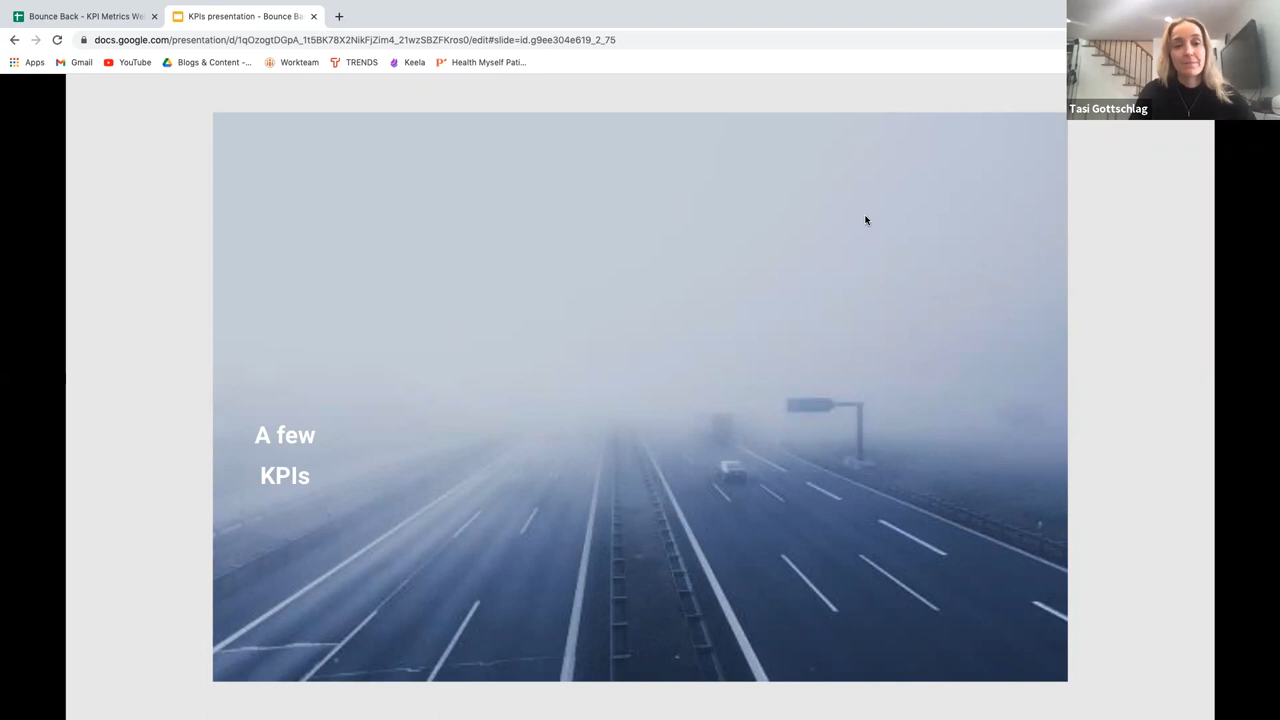 Bounce Back - KPI Metrics We
KPIs presentation - Bounce Ba
docs.google.com/presentation/d/1qOzogtDGpA_1t5BK78X2NikFjZim4_21wzSBZFKros0/edit#slide=id.g9ee304e619_2_75
Apps
Gmail
YouTube
Blogs & Content -...
Workteam
TRENDS
Keela
Health Myself Pati...
Tasi Gottschlag
A few
KPIs